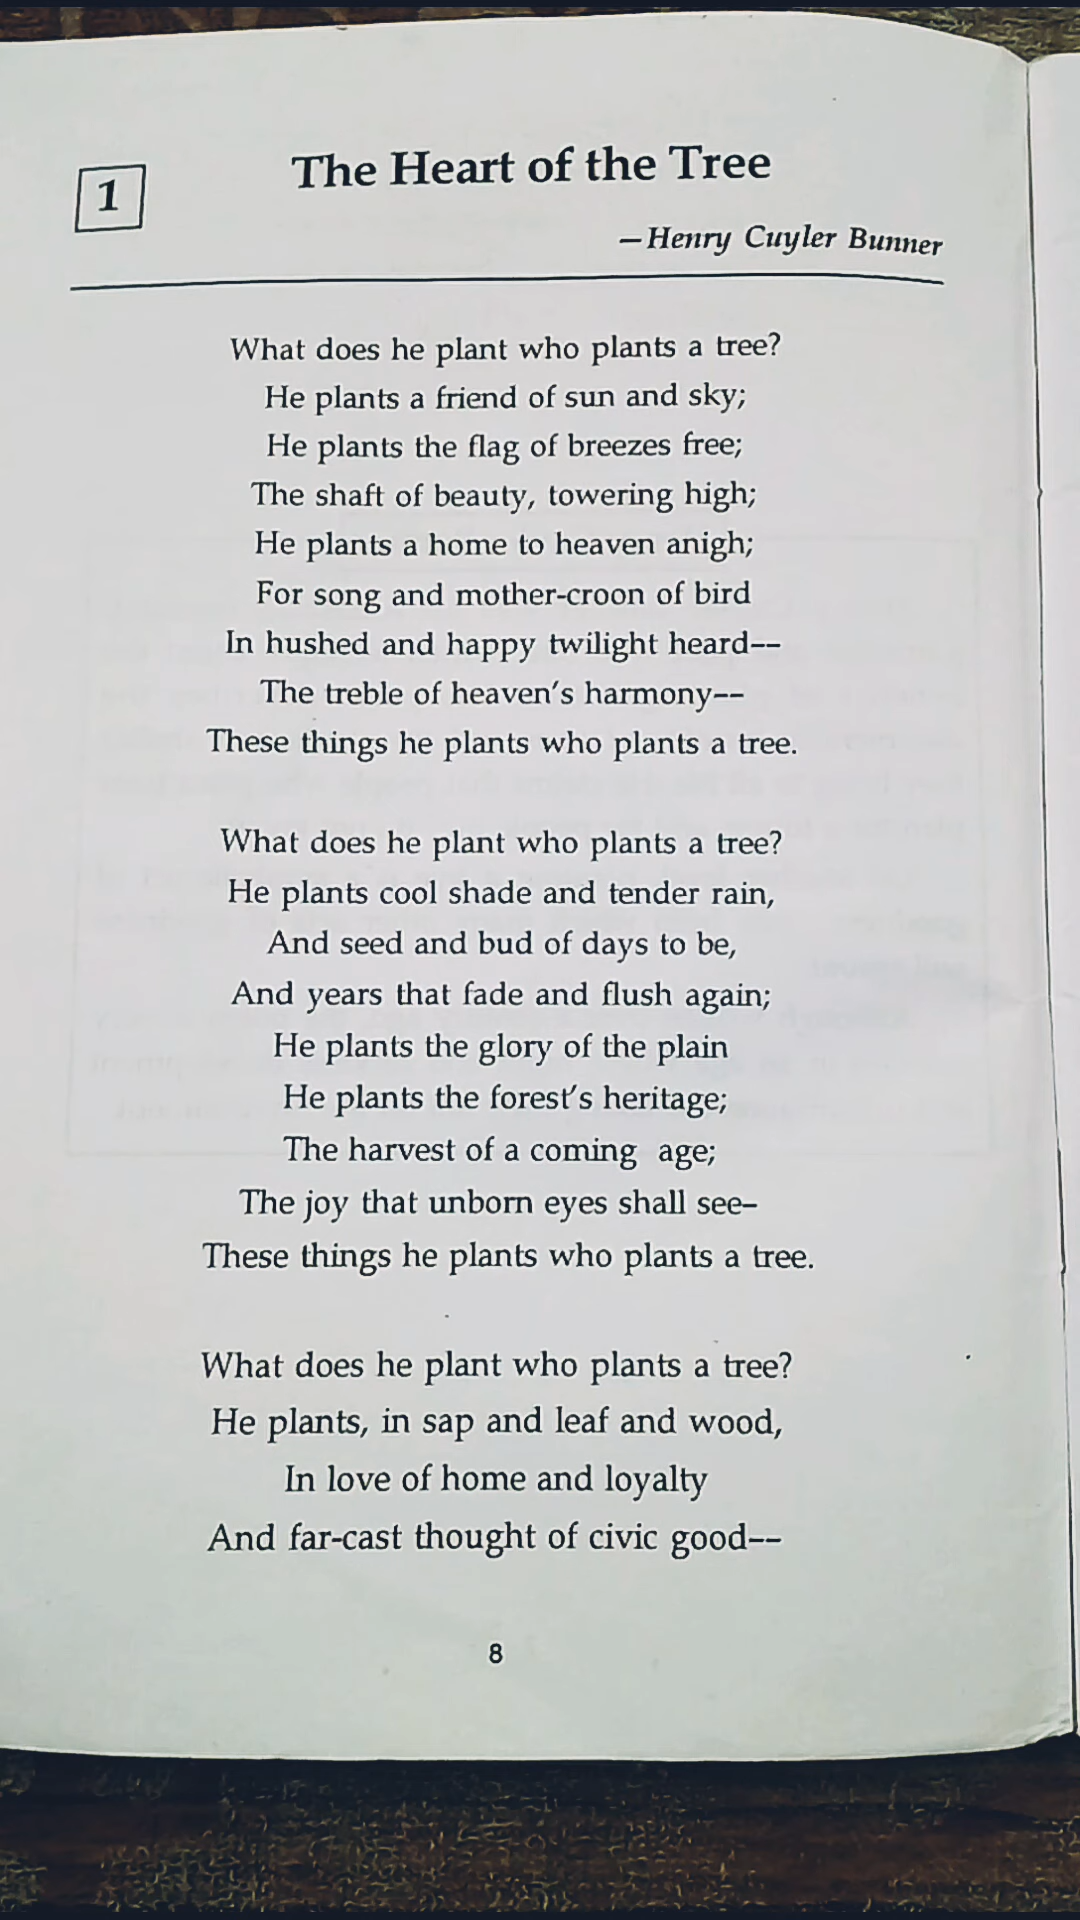 1
The Heart of the Tree
—Henry Cuyler Bunner
What does he plant who plants a tree?
He plants a friend of sun and sky;
He plants the flag of breezes free;
The shaft of beauty, towering high;
He plants a home to heaven anigh;
For song and mother-croon of bird
In hushed and happy twilight heard--
The treble of heaven's harmony--
These things he plants who plants a tree.
What does he plant who plants a tree?
He plants cool shade and tender rain,
And seed and bud of days to be,
And years that fade and flush again;
He plants the glory of the plain
He plants the forest's heritage;
The harvest of a coming age;
The joy that unborn eyes shall see–
These things he plants who plants a tree.
What does he plant who plants a tree?
He plants, in sap and leaf and wood,
In love of home and loyalty
And far-cast thought of civic good--
8